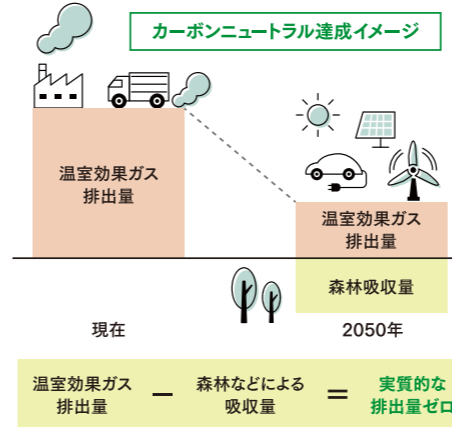 カーボンニュートラル達成イメージ
温室効果ガス
排出量
温室効果ガス
排出量
森林吸収量
現在
2050年
温室効果ガス
排出量
ー
森林などによる
吸収量
＝
実質的な
排出量ゼロ